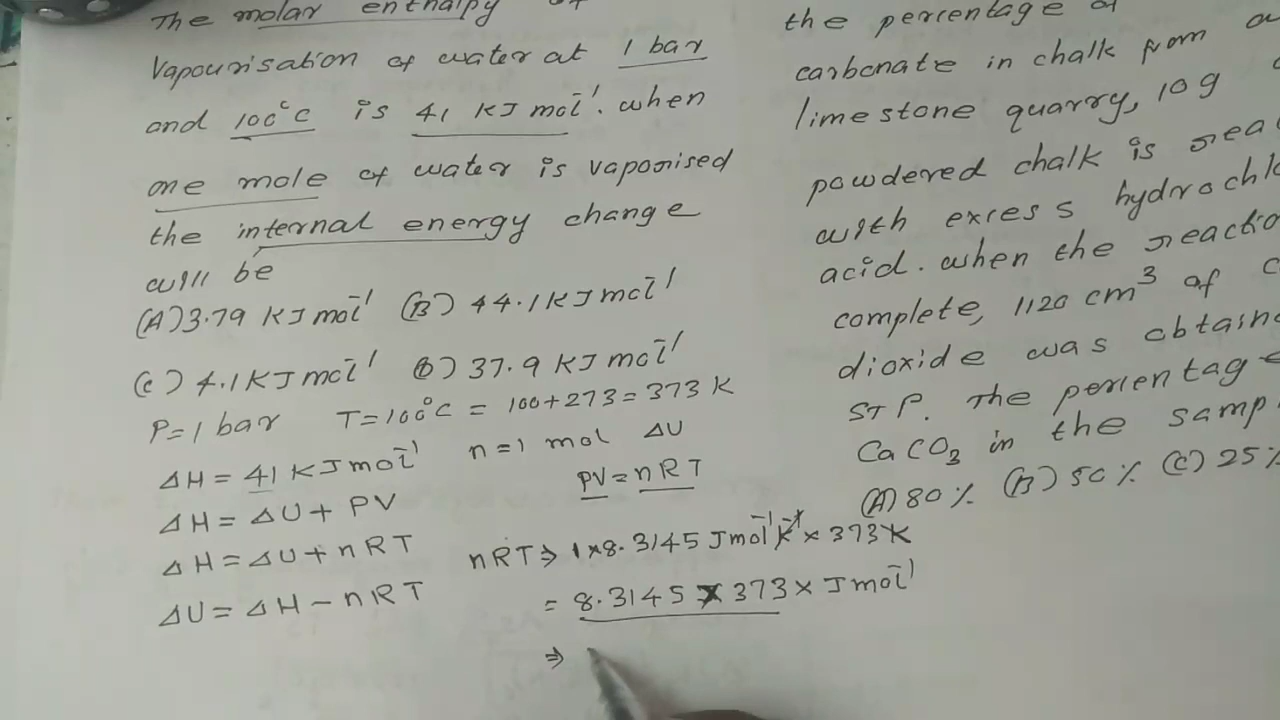 The molar enthalpy of
Vapourisation of water at 1 bar
and 100°C is 41 KJ mol⁻¹. when
one mole of water is vaporised
the internal energy change
will be
(A) 3.79 KJ mol⁻¹ (B) 44.1 KJ mol⁻¹
(C) 4.1 KJ mol⁻¹ (D) 37.9 KJ mol⁻¹
P = 1 bar T = 100°C = 100 + 273 = 373 K
ΔH = 41 KJ mol⁻¹ n = 1 mol ΔU
ΔH = ΔU + PV PV = nRT
ΔH = ΔU + nRT nRT ⇒ 1 × 8.3145 J mol⁻¹ K⁻¹ × 373 K
ΔU = ΔH − nRT = 8.3145 × 373 × J mol⁻¹
⇒
the percentage
carbonate in chalk from
limestone quarry, 10g
powdered chalk is
with excess
acid. when the
complete, 1120 cm³ of
dioxide was
STP. The percentage
CaCO₃ in the
(A) 80 % (B) 50 % (C) 25 %